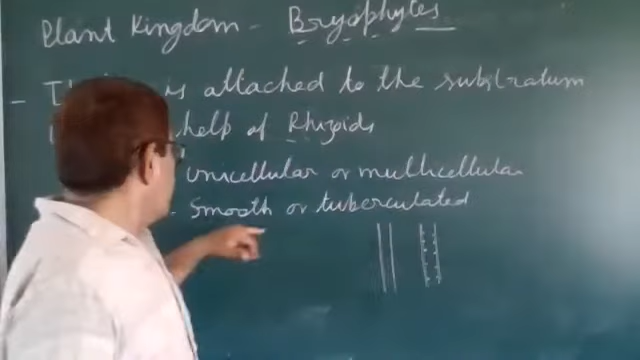 Plant Kingdom - Bryophytes
- is attached to the substratum
help of Rhizoids
unicellular or multicellular
- Smooth or tuberculated